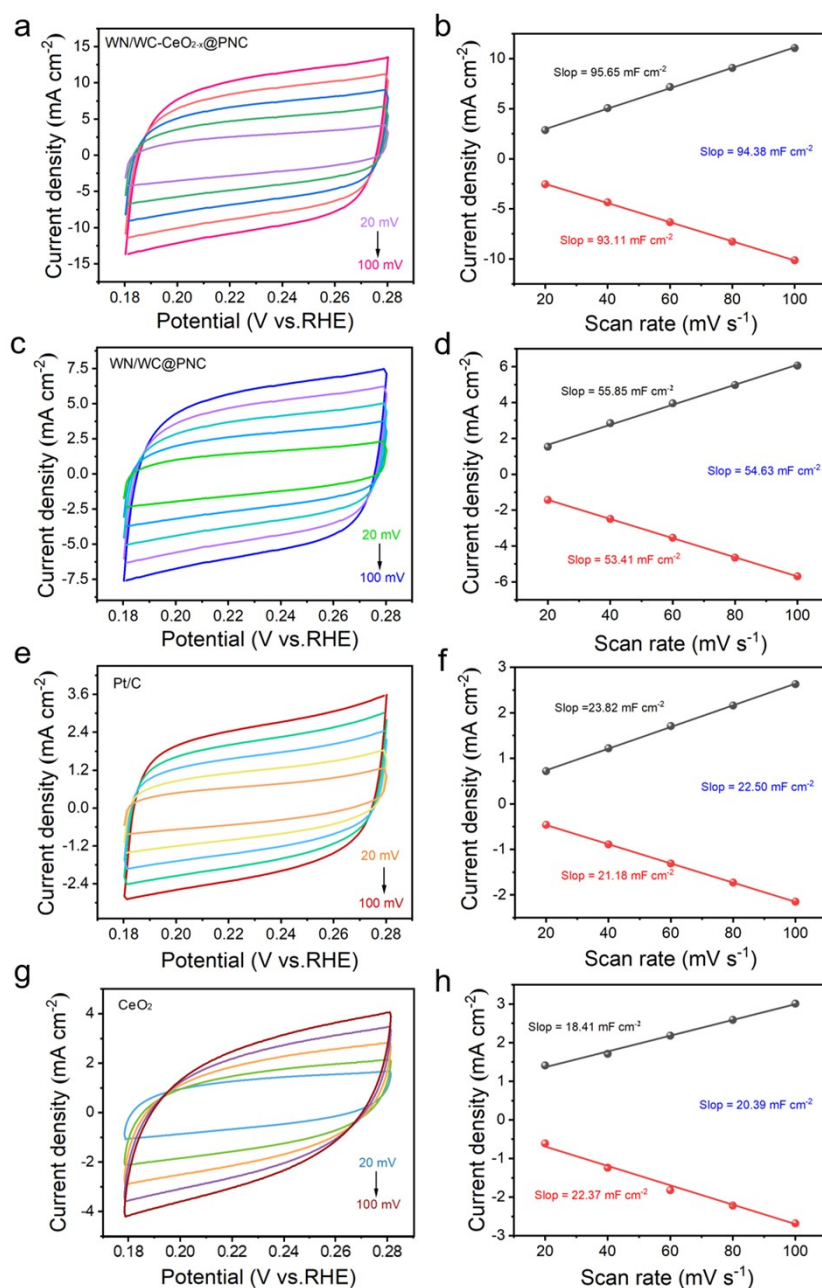 a
WN/WC-CeO₂₋ₓ@PNC
Current density (mA cm⁻²)
15
10
5
0
-5
-10
-15
20 mV
100 mV
0.18 0.20 0.22 0.24 0.26 0.28
Potential (V vs.RHE)
b
Current density (mA cm⁻²)
15
10
5
0
-5
-10
Slop = 95.65 mF cm⁻²
Slop = 94.38 mF cm⁻²
Slop = 93.11 mF cm⁻²
20 40 60 80 100
Scan rate (mV s⁻¹)
c
WN/WC@PNC
Current density (mA cm⁻²)
7.5
5.0
2.5
0.0
-2.5
-5.0
-7.5
20 mV
100 mV
0.18 0.20 0.22 0.24 0.26 0.28
Potential (V vs.RHE)
d
Current density (mA cm⁻²)
6
4
2
0
-2
-4
-6
Slop = 55.85 mF cm⁻²
Slop = 54.63 mF cm⁻²
Slop = 53.41 mF cm⁻²
20 40 60 80 100
Scan rate (mV s⁻¹)
e
Pt/C
Current density (mA cm⁻²)
3.6
2.4
1.2
0.0
-1.2
-2.4
20 mV
100 mV
0.18 0.20 0.22 0.24 0.26 0.28
Potential (V vs.RHE)
f
Current density (mA cm⁻²)
3
2
1
0
-1
-2
Slop =23.82 mF cm⁻²
Slop = 22.50 mF cm⁻²
Slop = 21.18 mF cm⁻²
20 40 60 80 100
Scan rate (mV s⁻¹)
g
CeO₂
Current density (mA cm⁻²)
4
2
0
-2
-4
20 mV
100 mV
0.18 0.20 0.22 0.24 0.26 0.28
Potential (V vs.RHE)
h
Current density (mA cm⁻²)
3
2
1
0
-1
-2
-3
Slop = 18.41 mF cm⁻²
Slop = 20.39 mF cm⁻²
Slop = 22.37 mF cm⁻²
20 40 60 80 100
Scan rate (mV s⁻¹)